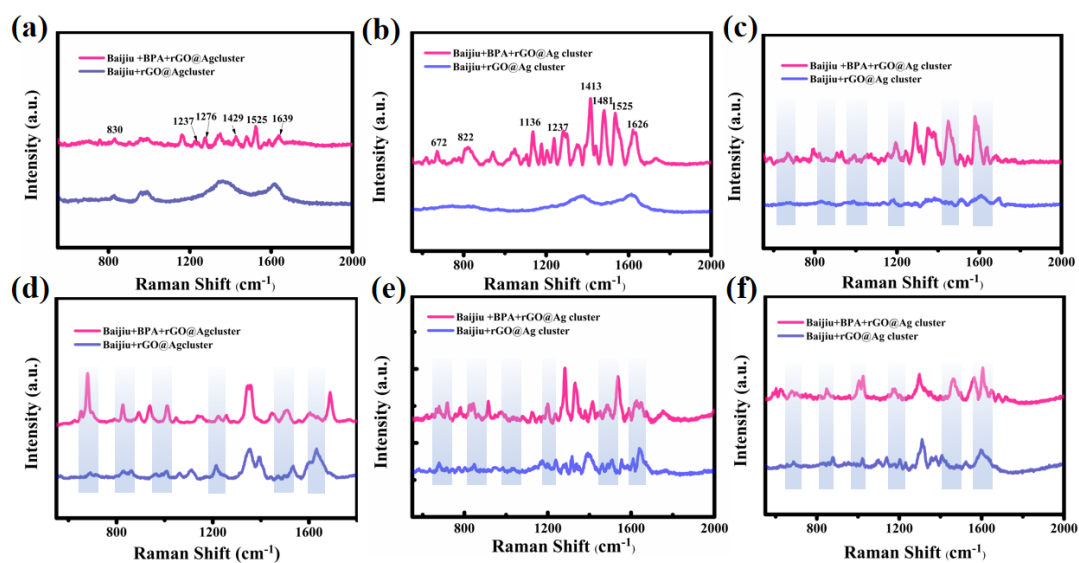 (a)
Intensity (a.u.)
Baijiu +BPA+rGO@Agcluster
Baijiu+rGO@Agcluster
830
1237
1276
1429
1525
1639
800 1200 1600 2000
Raman Shift (cm-1)
(b)
Intensity (a.u.)
Baijiu+BPA+rGO@Ag cluster
Baijiu+rGO@Ag cluster
672
822
1136
1237
1413
1481
1525
1626
800 1200 1600 2000
Raman Shift (cm-1)
(c)
Intensity (a.u.)
Baijiu +BPA+rGO@Ag cluster
Baijiu+rGO@Ag cluster
800 1200 1600 2000
Raman Shift (cm-1)
(d)
Intensity (a.u.)
Baijiu+BPA+rGO@Agcluster
Baijiu+rGO@Agcluster
800 1200 1600
Raman Shift (cm-1)
(e)
Intensity (a.u.)
Baijiu +BPA+rGO@Ag cluster
Baijiu+rGO@Ag cluster
800 1200 1600 2000
Raman Shift (cm-1)
(f)
Intensity (a.u.)
Baijiu +BPA+rGO@Ag cluster
Baijiu+rGO@Ag cluster
800 1200 1600 2000
Raman Shift (cm-1)